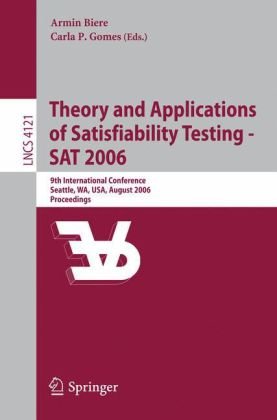 Armin Biere
Carla P. Gomes (Eds.)
LNCS 4121
Theory and Applications
of Satisfiability Testing -
SAT 2006
9th International Conference
Seattle, WA, USA, August 2006
Proceedings
Springer